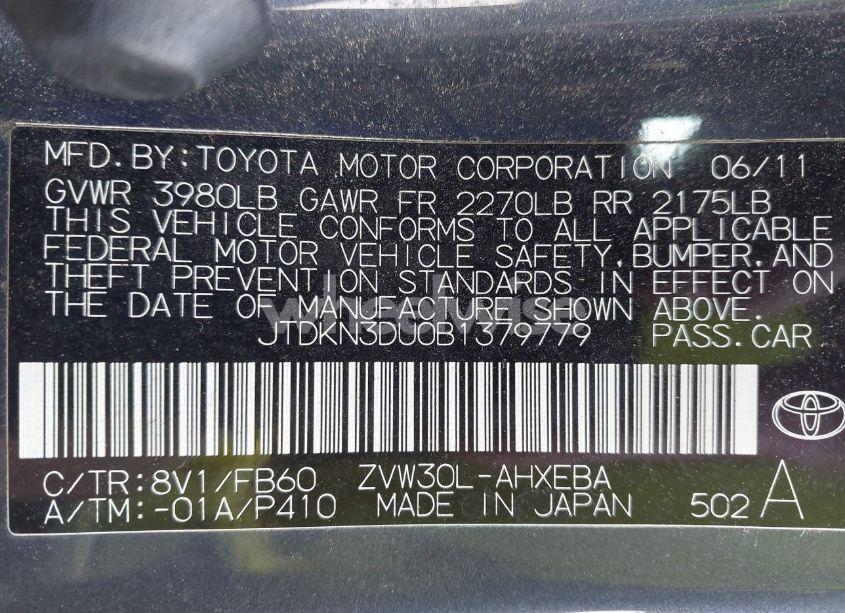 MFD.BY:TOYOTA MOTOR CORPORATION 06/11
GVWR 3980LB GAWR FR 2270LB RR 2175LB
THIS VEHICLE CONFORMS TO ALL APPLICABLE
FEDERAL MOTOR VEHICLE SAFETY,BUMPER,AND
THEFT PREVENTION STANDARDS IN EFFECT ON
THE DATE OF MANUFACTURE SHOWN ABOVE.
JTDKN3DU0B1379779 PASS.CAR
C/TR:8V1/FB60 ZVW30L-AHXEBA
A/TM:-01A/P410 MADE IN JAPAN 502 A